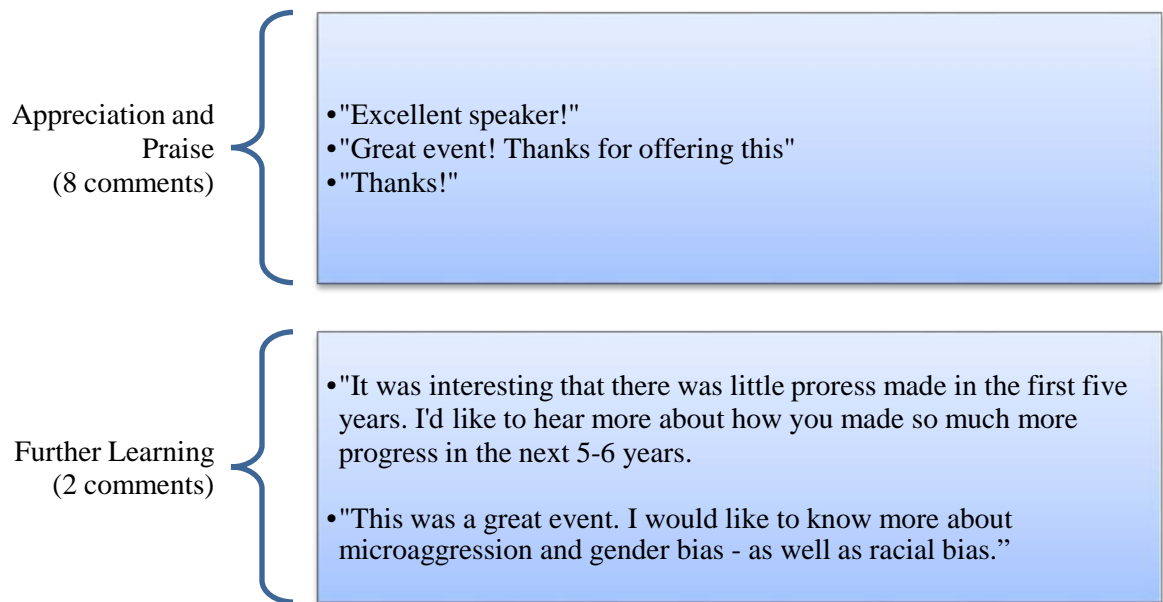 Appreciation and
Praise
(8 comments)
•"Excellent speaker!"
•"Great event! Thanks for offering this"
•"Thanks!"
Further Learning
(2 comments)
•"It was interesting that there was little proress made in the first five
years. I'd like to hear more about how you made so much more
progress in the next 5-6 years.
•"This was a great event. I would like to know more about
microaggression and gender bias - as well as racial bias.”